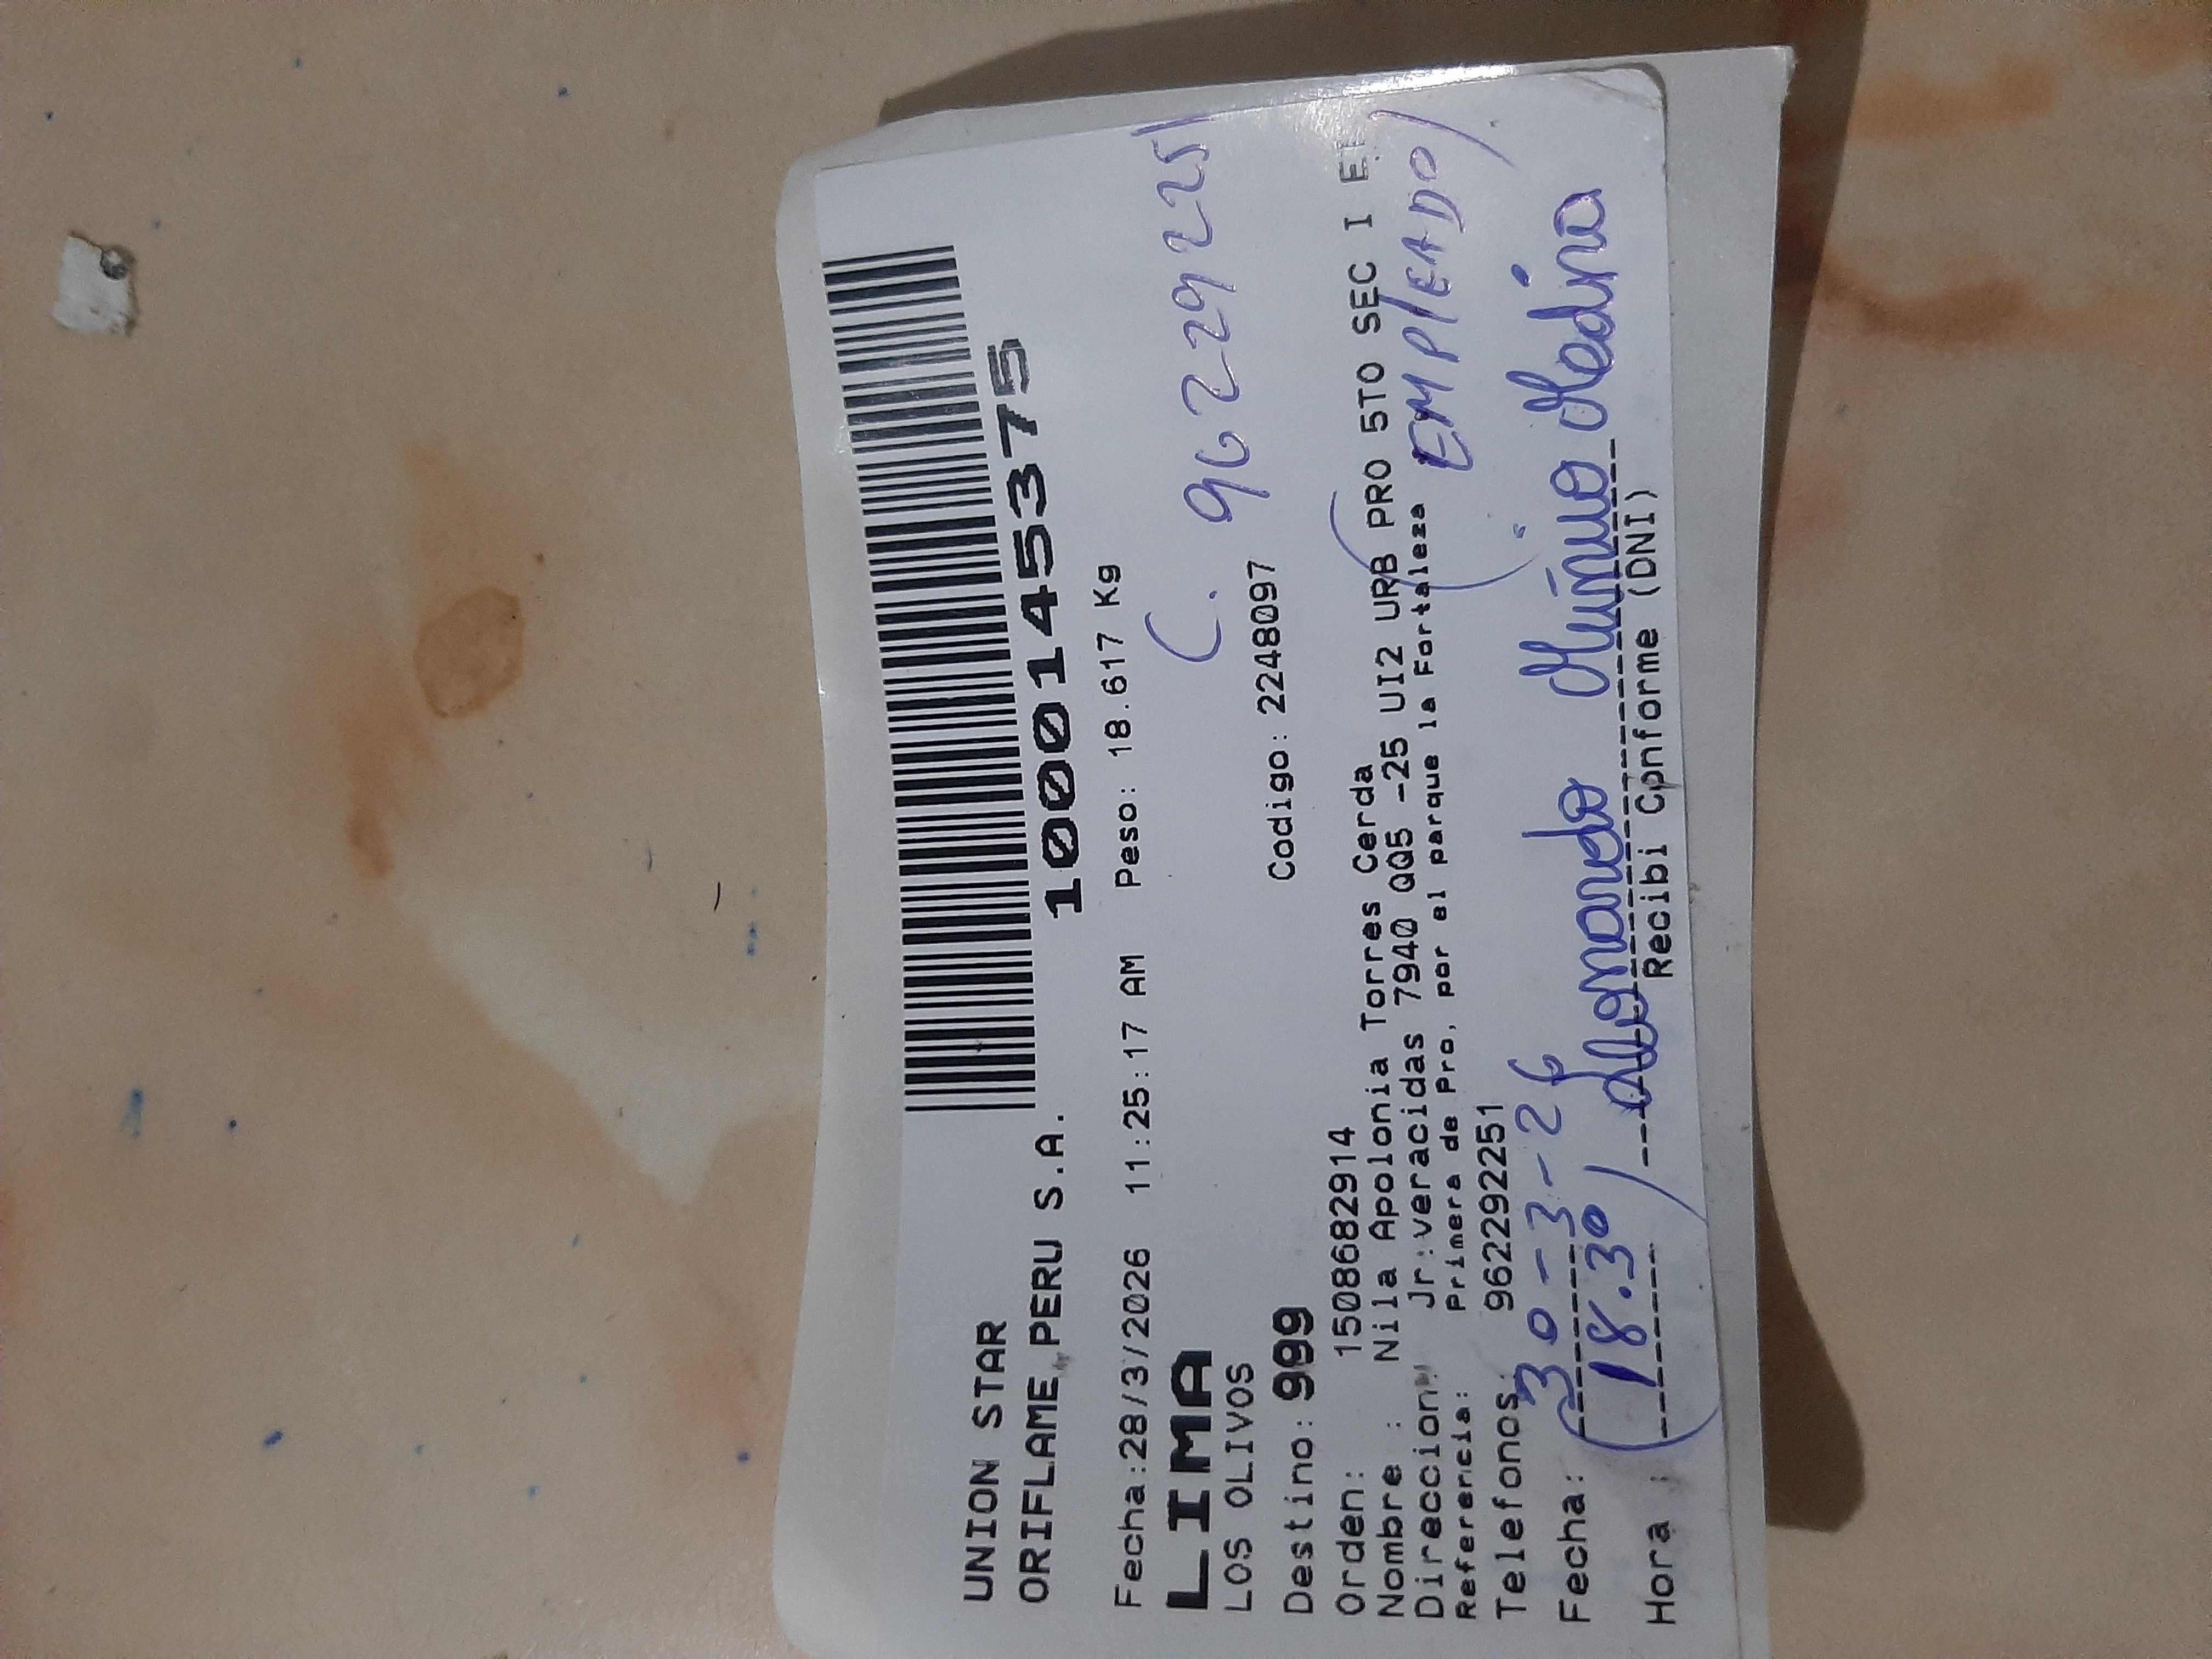 UNION STAR
ORIFLAME PERU S.A.
1000145375
Fecha:28/3/2026 11:25:17 AM Peso: 18.617 Kg
LIMA
LOS OLIVOS
C. 96229225
Destino: 999 Codigo: 2248097
Orden: 1508682914
Nombre : Nila Apolonia Torres Cerda
Direccion: Jr:veracidas 7940 QQ5 -25 UI2 URB PRO 5TO SEC I E
Referencia: Primera de Pro, por el parque la Fortaleza
(EMPLEADO)
Telefonos: 962292251
Fecha: 30-3-26
Hora : (18.30) Medina
Recibi Conforme (DNI)